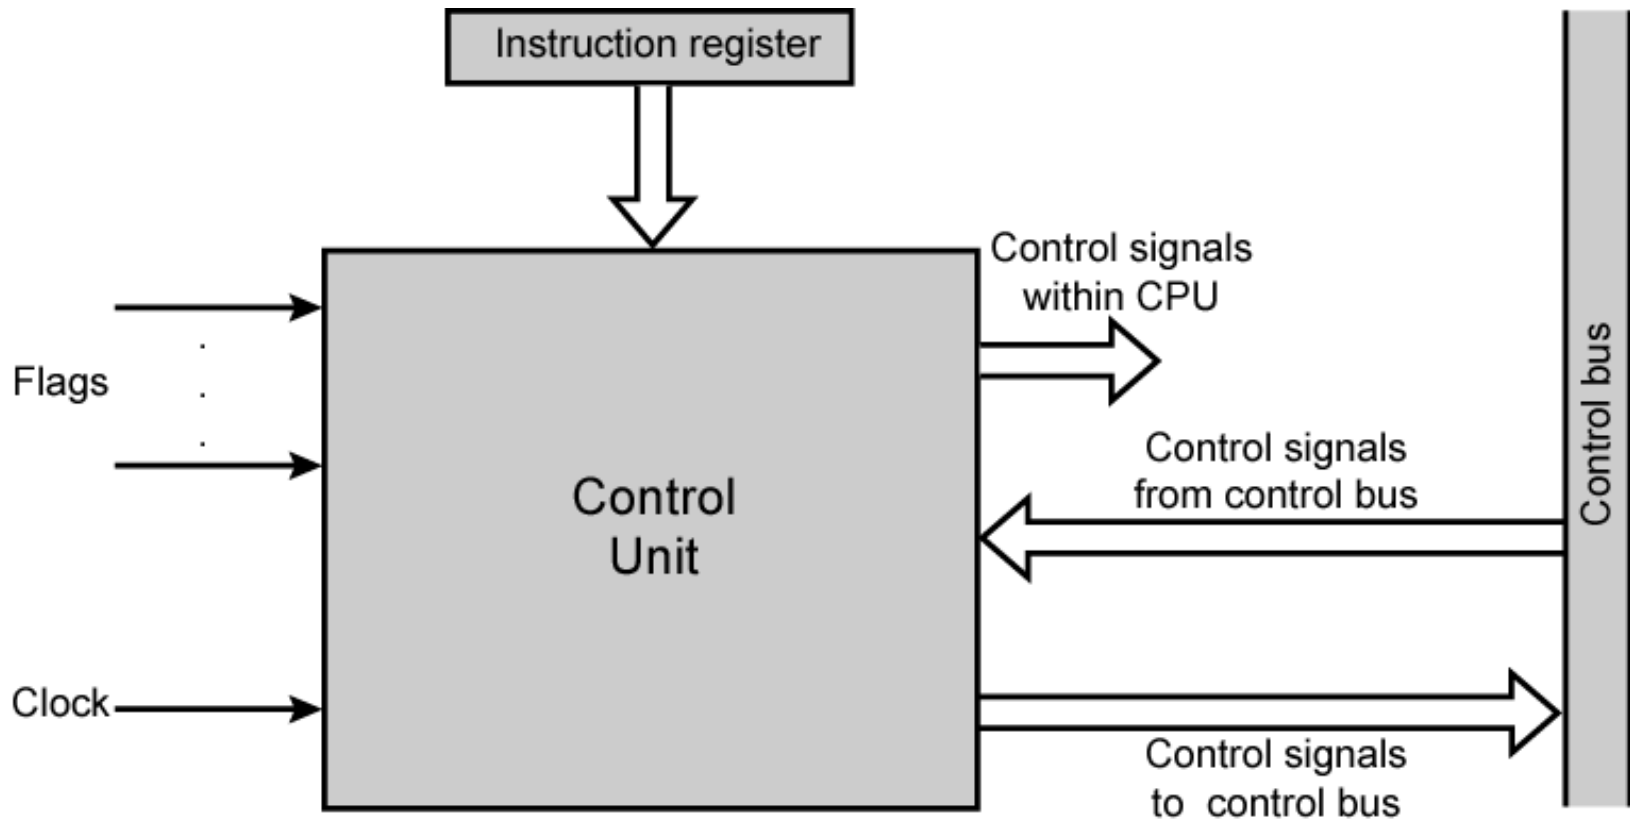 Instruction register
Control signals
within CPU
Flags
Control signals
from control bus
Control
Unit
Control bus
Clock
Control signals
to control bus